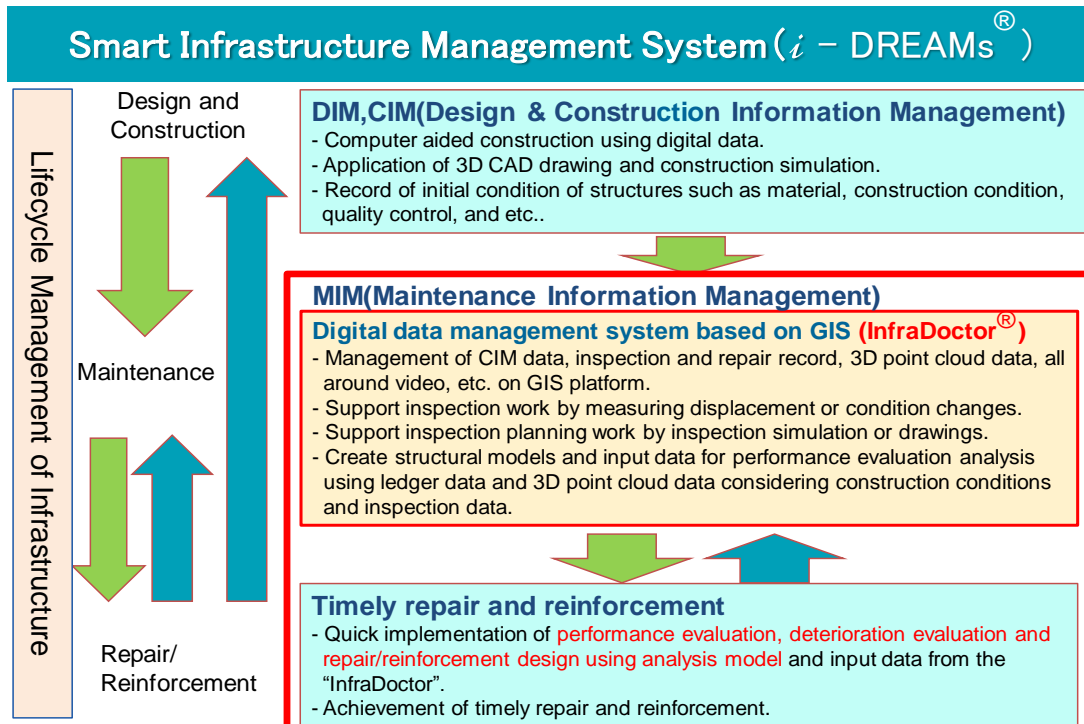 Smart Infrastructure Management System(i - DREAMs®)
Lifecycle Management of Infrastructure
Design and
Construction
Maintenance
Repair/
Reinforcement
DIM,CIM(Design & Construction Information Management)
- Computer aided construction using digital data.
- Application of 3D CAD drawing and construction simulation.
- Record of initial condition of structures such as material, construction condition,
quality control, and etc..
MIM(Maintenance Information Management)
Digital data management system based on GIS (InfraDoctor®)
- Management of CIM data, inspection and repair record, 3D point cloud data, all
around video, etc. on GIS platform.
- Support inspection work by measuring displacement or condition changes.
- Support inspection planning work by inspection simulation or drawings.
- Create structural models and input data for performance evaluation analysis
using ledger data and 3D point cloud data considering construction conditions
and inspection data.
Timely repair and reinforcement
- Quick implementation of performance evaluation, deterioration evaluation and
repair/reinforcement design using analysis model and input data from the
“InfraDoctor”.
- Achievement of timely repair and reinforcement.